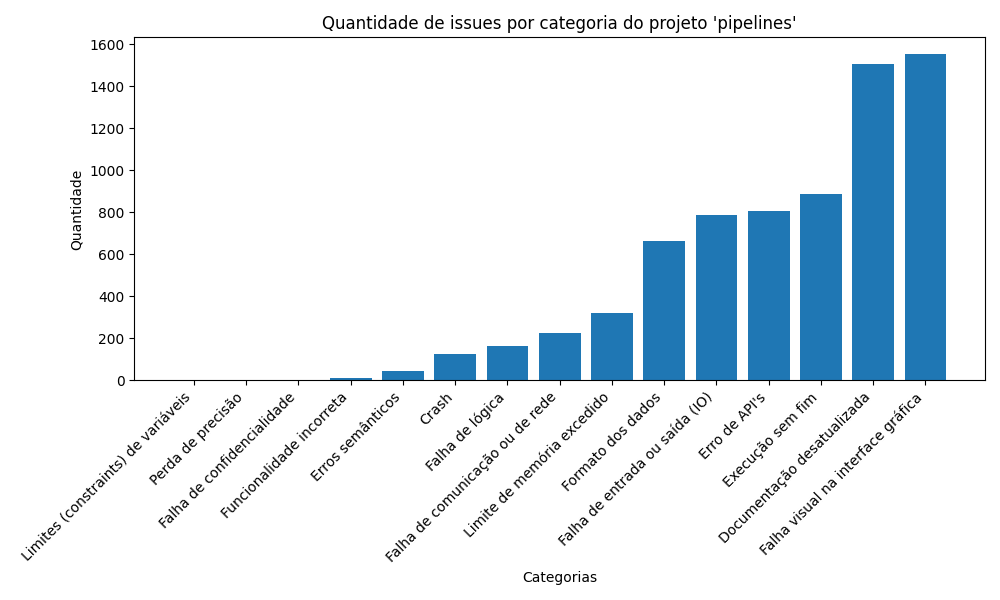 Quantidade de issues por categoria do projeto 'pipelines'
Quantidade
1600
1400
1200
1000
800
600
400
200
0
Limites (constraints) de variáveis
Perda de precisão
Falha de confidencialidade
Funcionalidade incorreta
Erros semânticos
Crash
Falha de lógica
Falha de comunicação ou de rede
Limite de memória excedido
Formato dos dados
Falha de entrada ou saída (IO)
Erro de API's
Execução sem fim
Documentação desatualizada
Falha visual na interface gráfica
Categorias